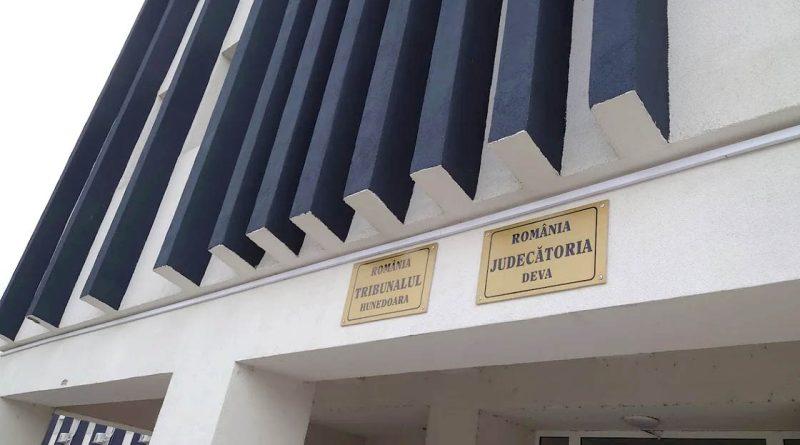 ROMÂNIA
TRIBUNALUL
HUNEDOARA
ROMÂNIA
JUDECĂTORIA
DEVA